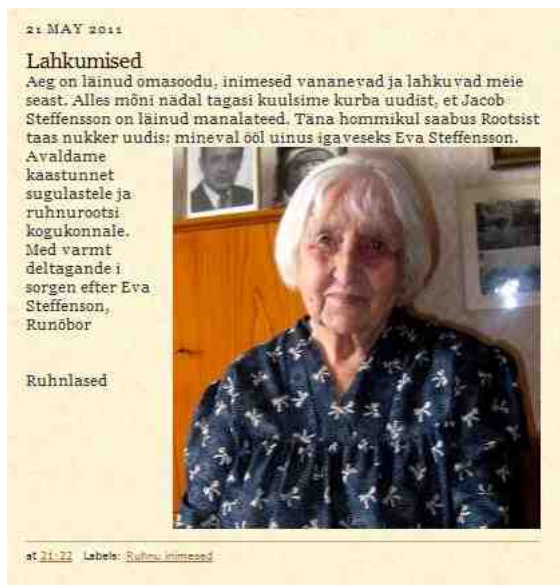 21 MAY 2011
Lahkumised
Aeg on läinud omasoodu, inimesed vananevad ja lahkuvad meie
seast. Alles mõni nädal tagasi kuulsime kurba uudist, et Jacob
Steffensson on läinud manalateed. Täna hommikul saabus Rootsist
taas nukker uudis: mineval ööl uinus igaveseks Eva Steffensson.
Avaldame
kaastunnet
sugulastele ja
ruhnurootsi
kogukonnale.
Med varmt
deltagande i
sorgen efter Eva
Steffenson,
Runöbor
Ruhnlased
at 21:22 Labels: Ruhnu inimesed